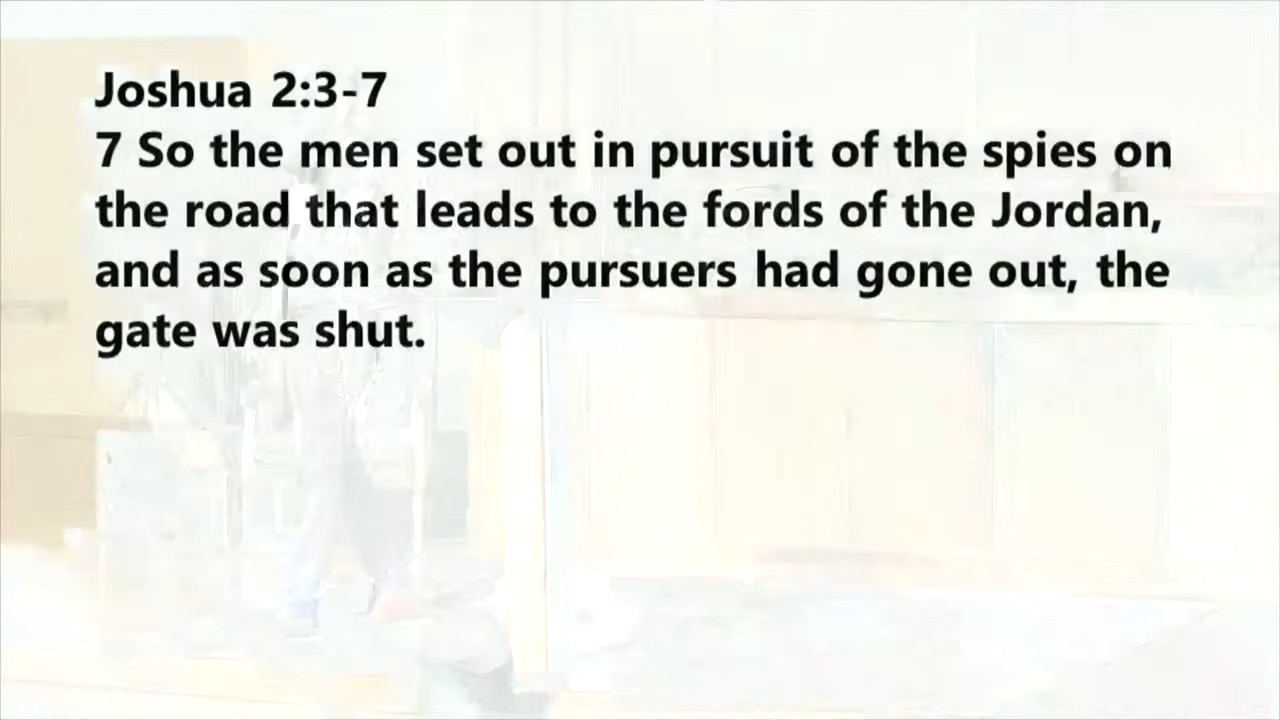 Joshua 2:3-7
7 So the men set out in pursuit of the spies on
the road that leads to the fords of the Jordan,
and as soon as the pursuers had gone out, the
gate was shut.